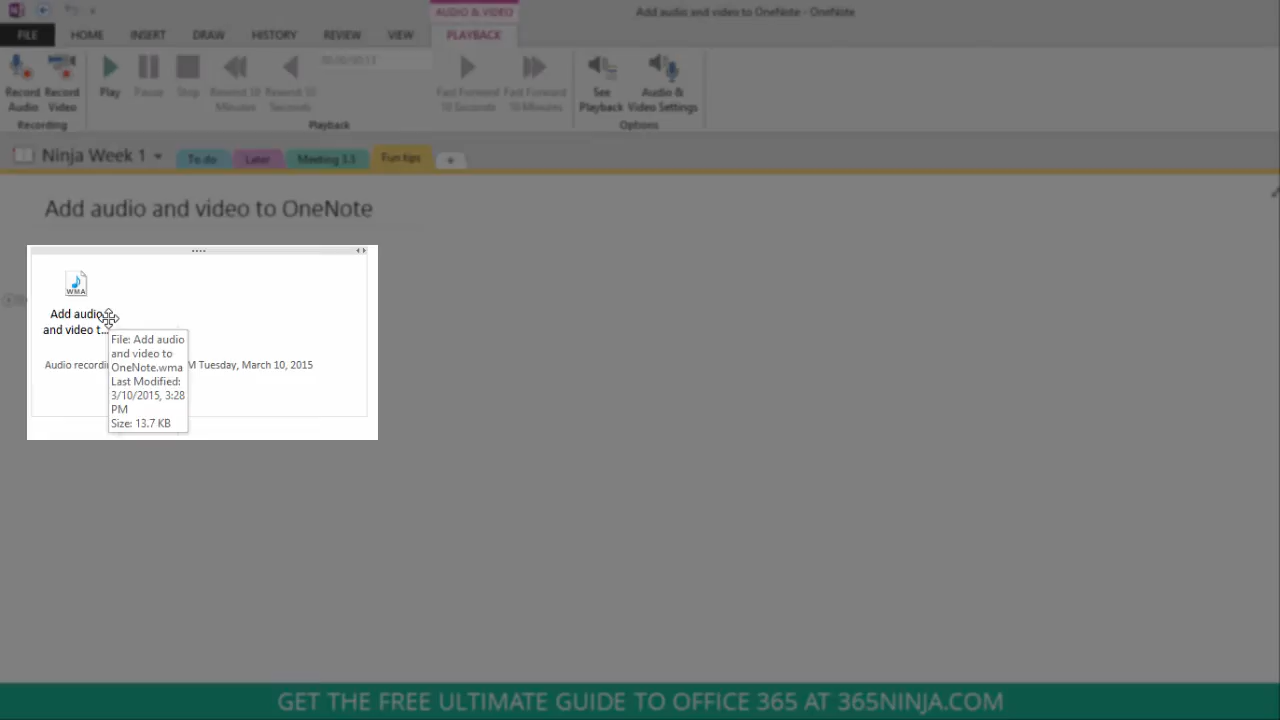 AUDIO & VIDEO
Add audio and video to OneNote - OneNote
FILE HOME INSERT DRAW HISTORY REVIEW VIEW PLAYBACK
Record Audio
Record Video
Play
Pause
Stop
Rewind 10 Minutes
Rewind 10 Seconds
Fast Forward 10 Seconds
Fast Forward 10 Minutes
See Playback
Audio & Video Settings
Recording
Playback
Options
Ninja Week 1
To do
Later
Meeting 3.3
Fun tips
Add audio and video to OneNote
WMA
Add audio
and video t...
File: Add audio
and video to
OneNote.wma
Last Modified:
3/10/2015, 3:28
PM
Size: 13.7 KB
Audio recordi
M Tuesday, March 10, 2015
GET THE FREE ULTIMATE GUIDE TO OFFICE 365 AT 365NINJA.COM